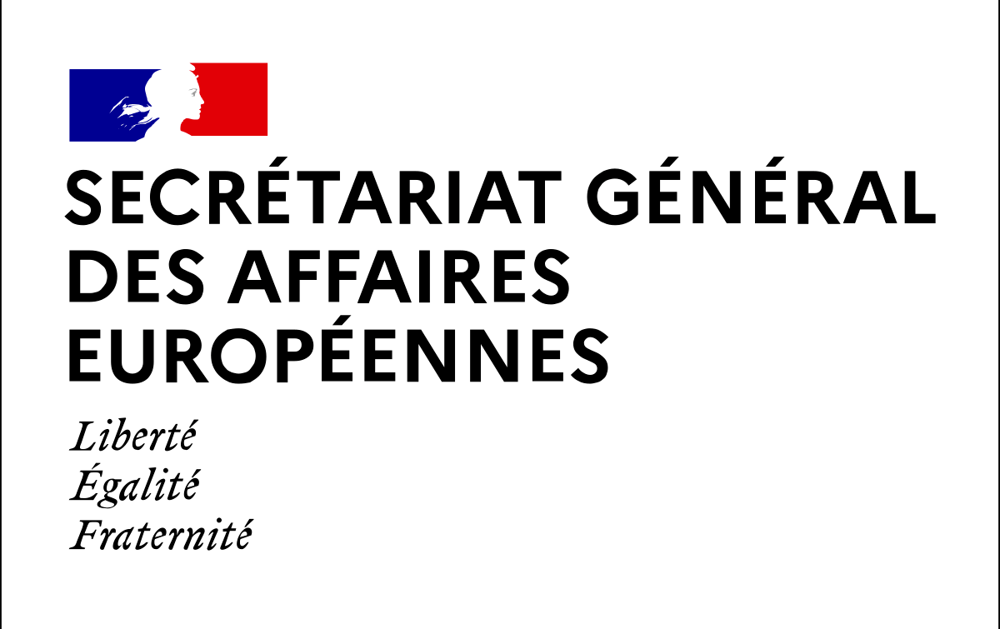 SECRÉTARIAT GÉNÉRAL
DES AFFAIRES
EUROPÉENNES
Liberté
Égalité
Fraternité